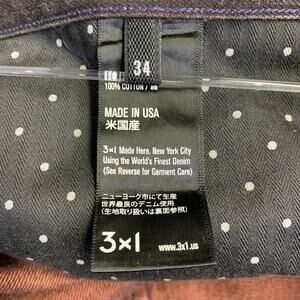 34
100% COTTON /
MADE IN USA
米国産
3×1 Made Here. New York City
Using the World's Finest Denim
(See Reverse for Garment Care)
ニューヨーク市にて生産
世界最良のデニム使用
(生地取り扱いは裏面参照)
3×1
www.3x1.us